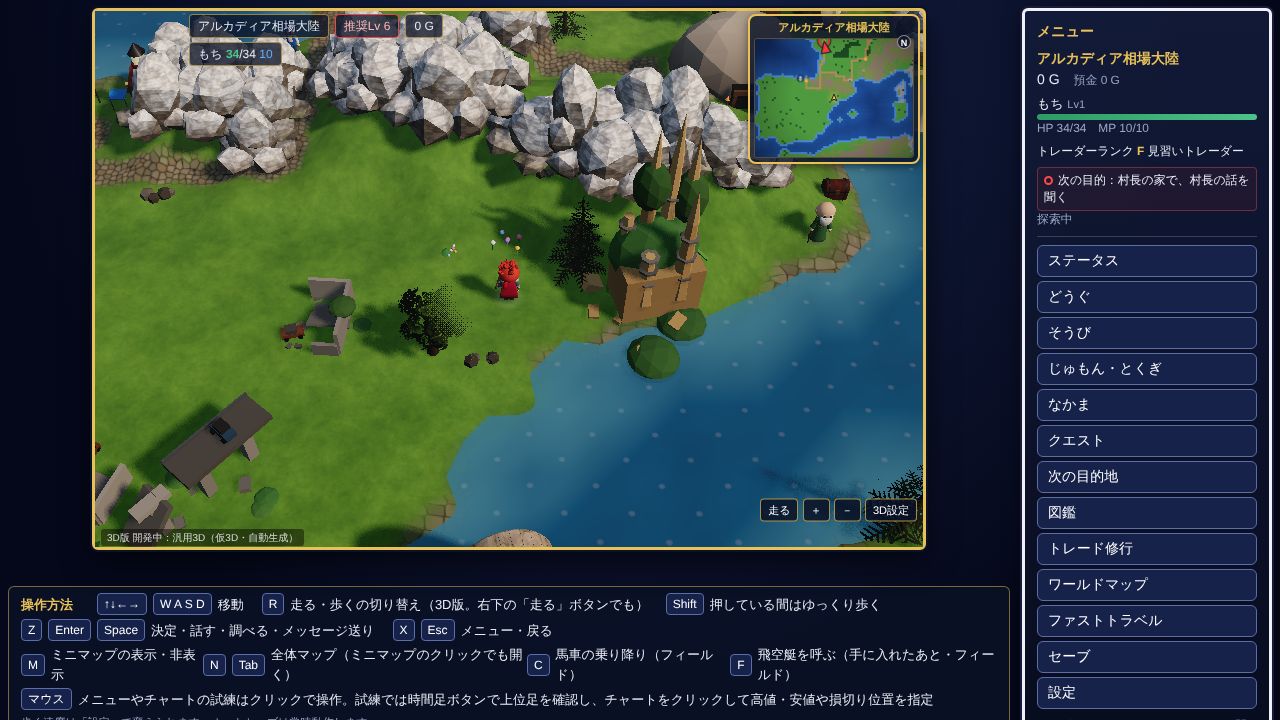 アルカディア相場大陸
推奨Lv 6
0 G
もち 34/34 10
アルカディア相場大陸
N
走る
＋
－
3D設定
3D版 開発中：汎用3D（仮3D・自動生成）
メニュー
アルカディア相場大陸
0 G 預金 0 G
もち Lv1
HP 34/34 MP 10/10
トレーダーランク F 見習いトレーダー
次の目的：村長の家で、村長の話を
聞く
探索中
ステータス
どうぐ
そうび
じゅもん・とくぎ
なかま
クエスト
次の目的地
図鑑
トレード修行
ワールドマップ
ファストトラベル
セーブ
設定
操作方法 ↑↓←→ W A S D 移動 R 走る・歩くの切り替え（3D版。右下の「走る」ボタンでも） Shift 押している間はゆっくり歩く
Z Enter Space 決定・話す・調べる・メッセージ送り X Esc メニュー・戻る
M ミニマップの表示・非表示 N Tab 全体マップ（ミニマップのクリックでも開く） C 馬車の乗り降り（フィールド） F 飛空艇を呼ぶ（手に入れたあと・フィールド）
マウス メニューやチャートの試練はクリックで操作。試練では時間足ボタンで上位足を確認し、チャートをクリックして高値・安値や損切り位置を指定